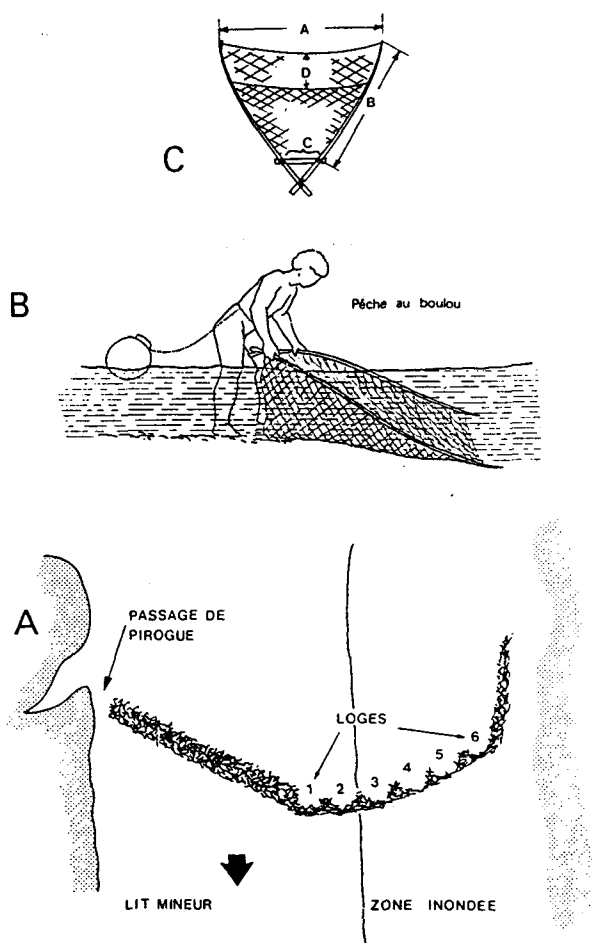 A
D
B
C
C
B
Pêche au boulou
A
PASSAGE DE
PIROGUE
LOGES
1 2 3 4 5 6
LIT MINEUR
ZONE INONDEE